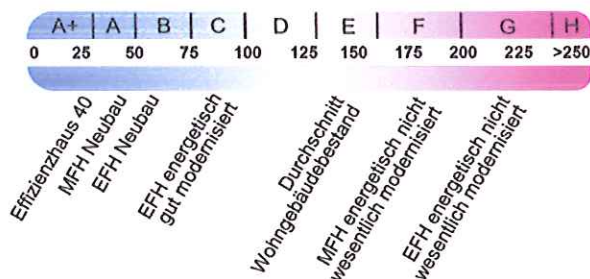 A+ A B C D E F G H
0 25 50 75 100 125 150 175 200 225 >250
Effizienzhaus 40
MFH Neubau
EFH Neubau
EFH energetisch
gut modernisiert
Durchschnitt
Wohngebäudebestand
MFH energetisch nicht
wesentlich modernisiert
EFH energetisch nicht
wesentlich modernisiert